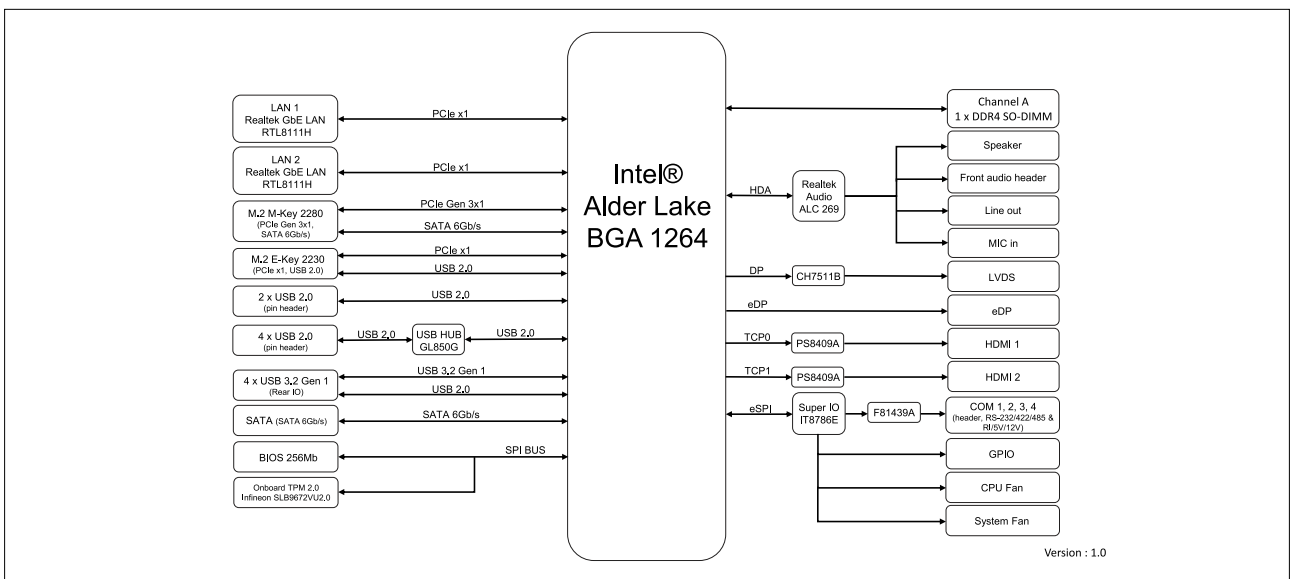 LAN 1
Realtek GbE LAN
RTL8111H
PCIe x1
LAN 2
Realtek GbE LAN
RTL8111H
PCIe x1
M.2 M-Key 2280
(PCIe Gen 3x1,
SATA 6Gb/s)
PCIe Gen 3x1
SATA 6Gb/s
M.2 E-Key 2230
(PCIe x1, USB 2.0)
PCIe x1
USB 2.0
2 x USB 2.0
(pin header)
USB 2.0
4 x USB 2.0
(pin header)
USB 2.0
USB HUB
GL850G
USB 2.0
4 x USB 3.2 Gen 1
(Rear IO)
USB 3.2 Gen 1
USB 2.0
SATA (SATA 6Gb/s)
SATA 6Gb/s
BIOS 256Mb
SPI BUS
Onboard TPM 2.0
Infineon SLB9672VU2.0
Intel®
Alder Lake
BGA 1264
Channel A
1 x DDR4 SO-DIMM
HDA
Realtek
Audio
ALC 269
Speaker
Front audio header
Line out
MIC in
DP
CH7511B
LVDS
eDP
eDP
TCP0
PS8409A
HDMI 1
TCP1
PS8409A
HDMI 2
eSPI
Super IO
IT8786E
F81439A
COM 1, 2, 3, 4
(header, RS-232/422/485 &
RI/5V/12V)
GPIO
CPU Fan
System Fan
Version : 1.0